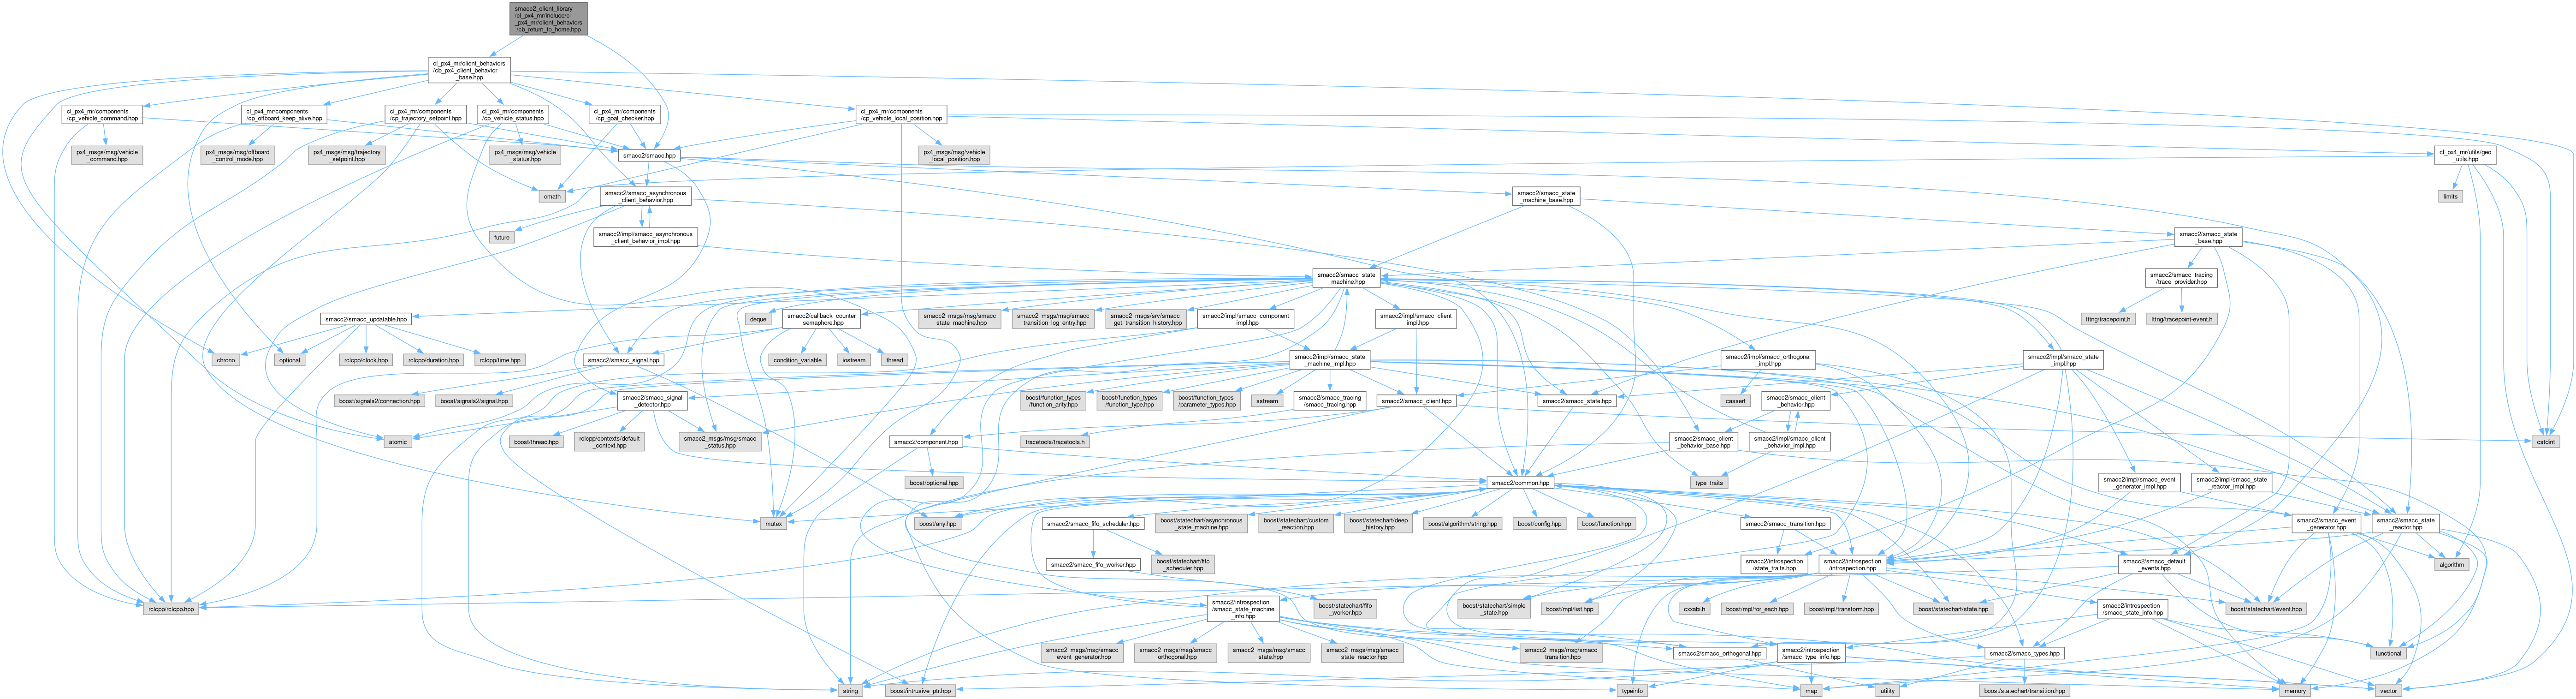 smacc2_client_library
/cl_px4_mr/include/cl
_px4_mr/client_behaviors
/cb_return_to_home.hpp
cl_px4_mr/client_behaviors
/cb_px4_client_behavior
_base.hpp
cl_px4_mr/components
/cp_vehicle_command.hpp
cl_px4_mr/components
/cp_offboard_keep_alive.hpp
cl_px4_mr/components
/cp_trajectory_setpoint.hpp
cl_px4_mr/components
/cp_vehicle_status.hpp
cl_px4_mr/components
/cp_goal_checker.hpp
cl_px4_mr/components
/cp_vehicle_local_position.hpp
px4_msgs/msg/vehicle
_command.hpp
px4_msgs/msg/offboard
_control_mode.hpp
px4_msgs/msg/trajectory
_setpoint.hpp
px4_msgs/msg/vehicle
_status.hpp
smacc2/smacc.hpp
px4_msgs/msg/vehicle
_local_position.hpp
cl_px4_mr/utils/geo
_utils.hpp
smacc2/smacc_asynchronous
_client_behavior.hpp
cmath
smacc2/smacc_state
_machine_base.hpp
limits
future
smacc2/impl/smacc_asynchronous
_client_behavior_impl.hpp
smacc2/smacc_state
_base.hpp
smacc2/smacc_state
_machine.hpp
smacc2/smacc_tracing
/trace_provider.hpp
smacc2/smacc_updatable.hpp
smacc2/callback_counter
_semaphore.hpp
deque
smacc2_msgs/msg/smacc
_state_machine.hpp
smacc2_msgs/msg/smacc
_transition_log_entry.hpp
smacc2_msgs/srv/smacc
_get_transition_history.hpp
smacc2/impl/smacc_component
_impl.hpp
smacc2/impl/smacc_client
_impl.hpp
lttng/tracepoint.h
lttng/tracepoint-event.h
chrono
optional
rclcpp/clock.hpp
rclcpp/duration.hpp
rclcpp/time.hpp
smacc2/smacc_signal.hpp
condition_variable
iostream
thread
smacc2/impl/smacc_state
_machine_impl.hpp
smacc2/impl/smacc_orthogonal
_impl.hpp
smacc2/impl/smacc_state
_impl.hpp
boost/signals2/connection.hpp
boost/signals2/signal.hpp
smacc2/smacc_signal
_detector.hpp
boost/function_types
/function_arity.hpp
boost/function_types
/function_type.hpp
boost/function_types
/parameter_types.hpp
sstream
smacc2/smacc_tracing
/smacc_tracing.hpp
smacc2/smacc_client.hpp
smacc2/smacc_state.hpp
cassert
smacc2/smacc_client
_behavior.hpp
atomic
boost/thread.hpp
rclcpp/contexts/default
_context.hpp
smacc2_msgs/msg/smacc
_status.hpp
smacc2/component.hpp
tracetools/tracetools.h
smacc2/smacc_client
_behavior_base.hpp
smacc2/impl/smacc_client
_behavior_impl.hpp
cstdint
boost/optional.hpp
smacc2/common.hpp
type_traits
smacc2/impl/smacc_event
_generator_impl.hpp
smacc2/impl/smacc_state
_reactor_impl.hpp
mutex
boost/any.hpp
smacc2/smacc_fifo_scheduler.hpp
boost/statechart/asynchronous
_state_machine.hpp
boost/statechart/custom
_reaction.hpp
boost/statechart/deep
_history.hpp
boost/algorithm/string.hpp
boost/config.hpp
boost/function.hpp
smacc2/smacc_transition.hpp
smacc2/smacc_event
_generator.hpp
smacc2/smacc_state
_reactor.hpp
smacc2/smacc_fifo_worker.hpp
boost/statechart/fifo
_scheduler.hpp
smacc2/introspection
/state_traits.hpp
smacc2/introspection
/introspection.hpp
smacc2/smacc_default
_events.hpp
algorithm
rclcpp/rclcpp.hpp
smacc2/introspection
/smacc_state_machine
_info.hpp
boost/statechart/fifo
_worker.hpp
boost/statechart/simple
_state.hpp
boost/mpl/list.hpp
cxxabi.h
boost/mpl/for_each.hpp
boost/mpl/transform.hpp
boost/statechart/state.hpp
smacc2/introspection
/smacc_state_info.hpp
boost/statechart/event.hpp
smacc2_msgs/msg/smacc
_event_generator.hpp
smacc2_msgs/msg/smacc
_orthogonal.hpp
smacc2_msgs/msg/smacc
_state.hpp
smacc2_msgs/msg/smacc
_state_reactor.hpp
smacc2/smacc_orthogonal.hpp
smacc2_msgs/msg/smacc
_transition.hpp
smacc2/introspection
/smacc_type_info.hpp
smacc2/smacc_types.hpp
functional
string
boost/intrusive_ptr.hpp
typeinfo
map
utility
boost/statechart/transition.hpp
memory
vector